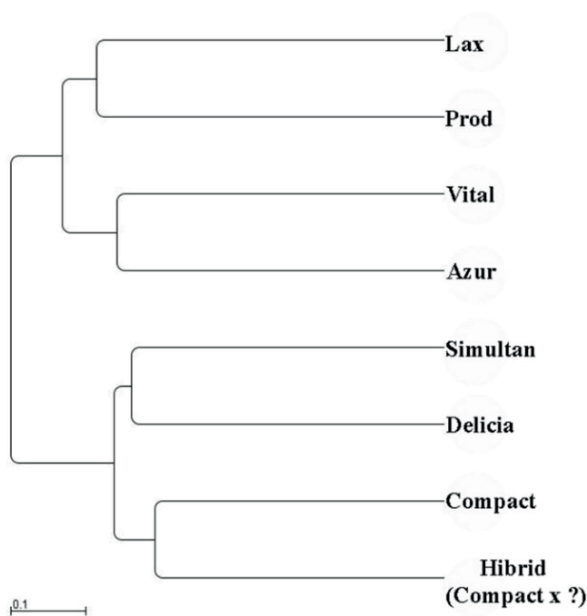 Lax
Prod
Vital
Azur
Simultan
Delicia
Compact
Hibrid
(Compact x ?)
0.1